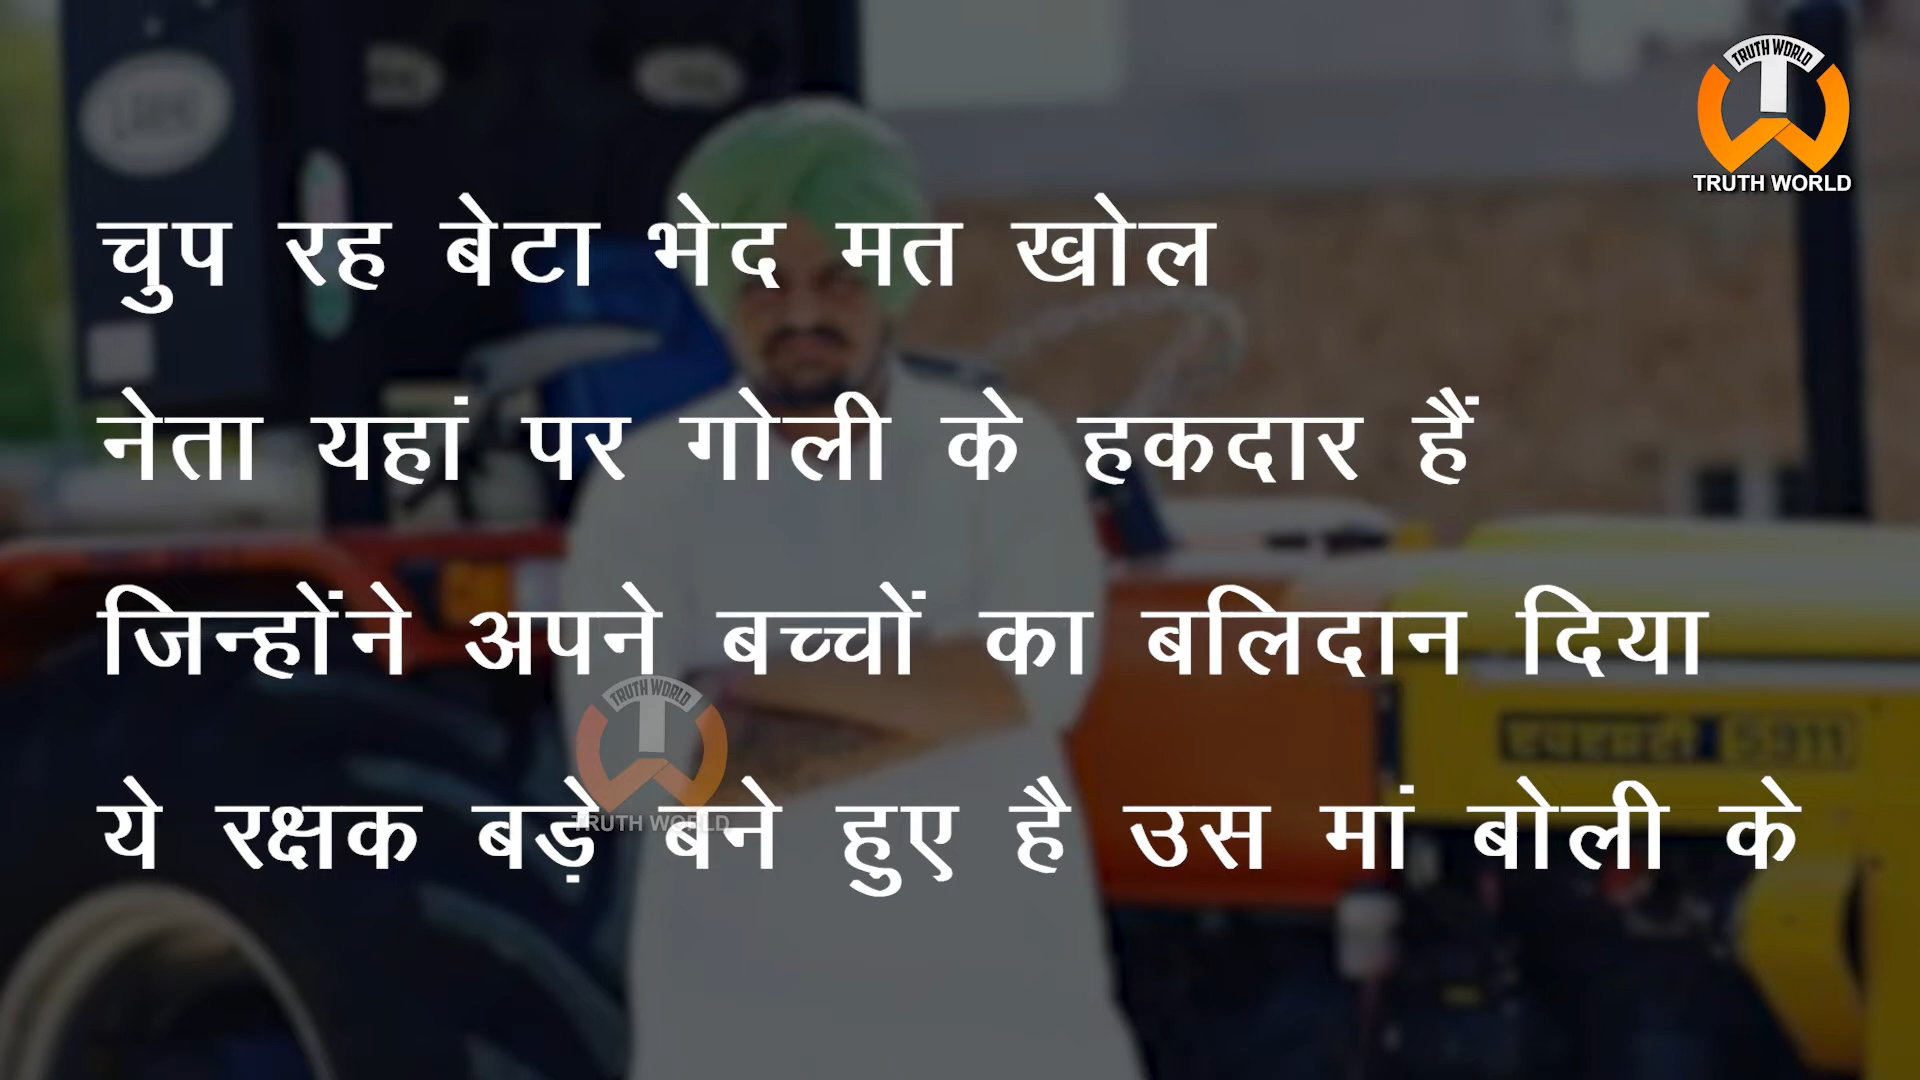 TRUTH WORLD
TRUTH WORLD
चुप रह बेटा भेद मत खोल
नेता यहां पर गोली के हकदार हैं
जिन्होंने अपने बच्चों का बलिदान दिया
TRUTH WORLD
ये रक्षक बड़े बने हुए है उस मां बोली के
TRUTH WORLD
5911